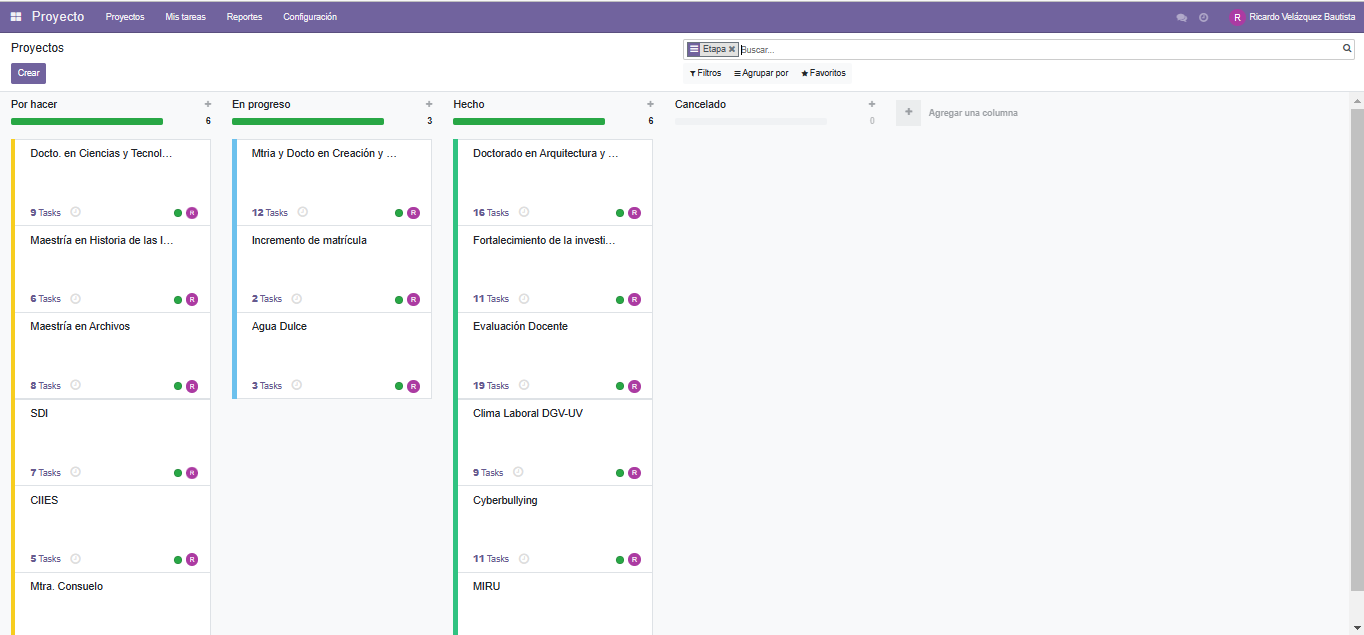 Proyecto Proyectos Mis tareas Reportes Configuración R Ricardo Velázquez Bautista
Proyectos
Etapa Buscar...
Crear
Filtros Agrupar por Favoritos
Por hacer
6
Docto. en Ciencias y Tecnol...
9 Tasks R
Maestría en Historia de las I...
6 Tasks R
Maestría en Archivos
8 Tasks R
SDI
7 Tasks R
CIIES
5 Tasks R
Mtra. Consuelo
En progreso
3
Mtria y Docto en Creación y ...
12 Tasks R
Incremento de matrícula
2 Tasks R
Agua Dulce
3 Tasks R
Hecho
6
Doctorado en Arquitectura y ...
16 Tasks R
Fortalecimiento de la investi...
11 Tasks R
Evaluación Docente
19 Tasks R
Clima Laboral DGV-UV
9 Tasks R
Cyberbullying
11 Tasks R
MIRU
Cancelado
0
Agregar una columna